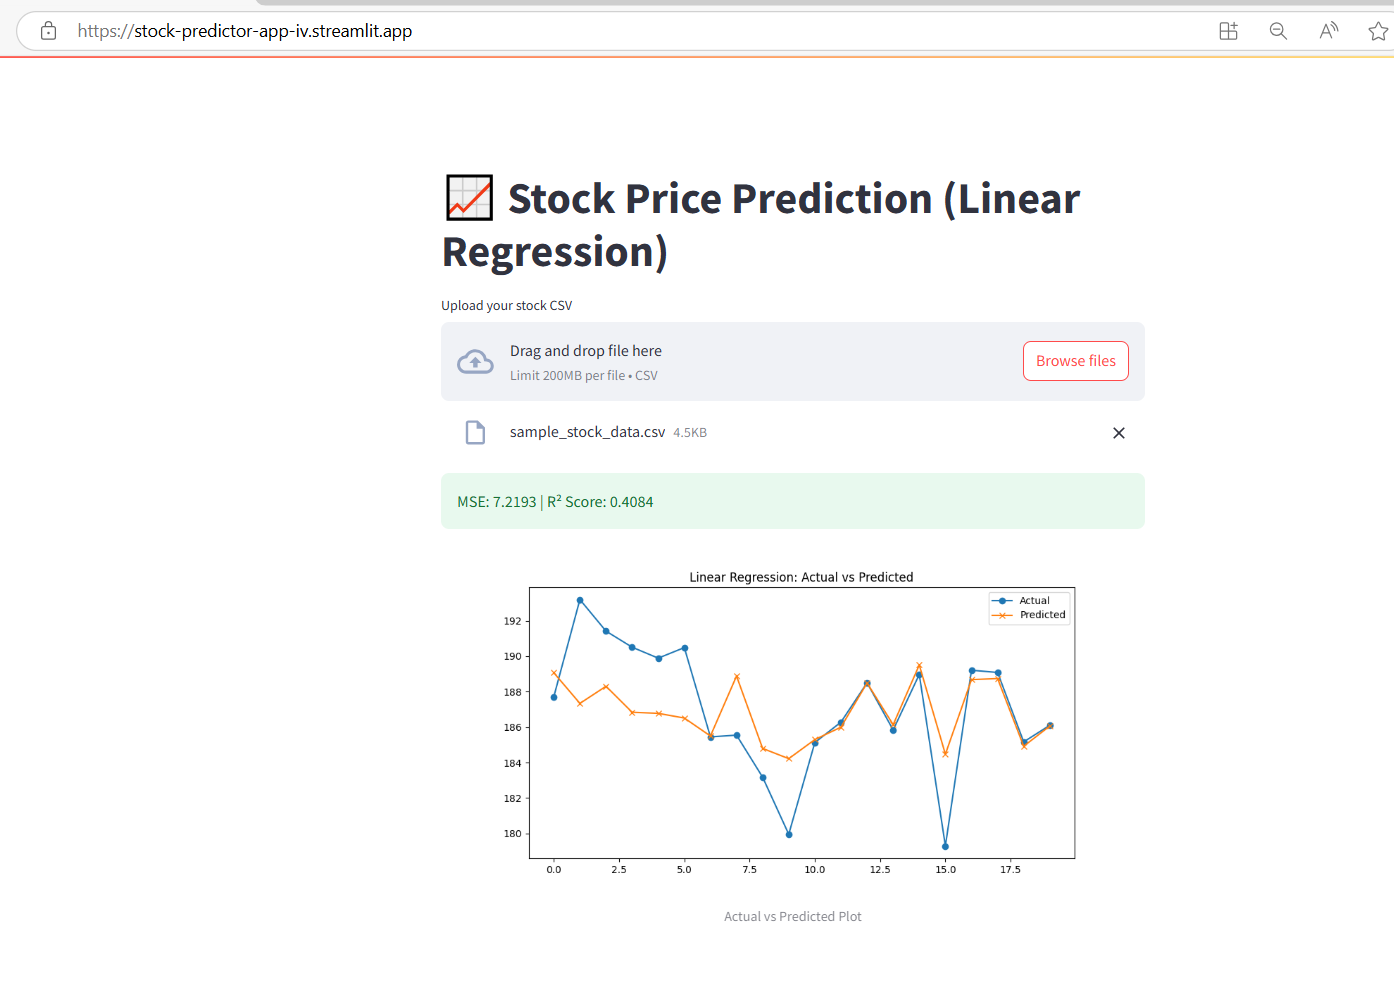 https://stock-predictor-app-iv.streamlit.app
📈 Stock Price Prediction (Linear
Regression)
Upload your stock CSV
Drag and drop file here
Limit 200MB per file • CSV
Browse files
sample_stock_data.csv 4.5KB
MSE: 7.2193 | R² Score: 0.4084
Linear Regression: Actual vs Predicted
Actual
Predicted
192
190
188
186
184
182
180
0.0 2.5 5.0 7.5 10.0 12.5 15.0 17.5
Actual vs Predicted Plot